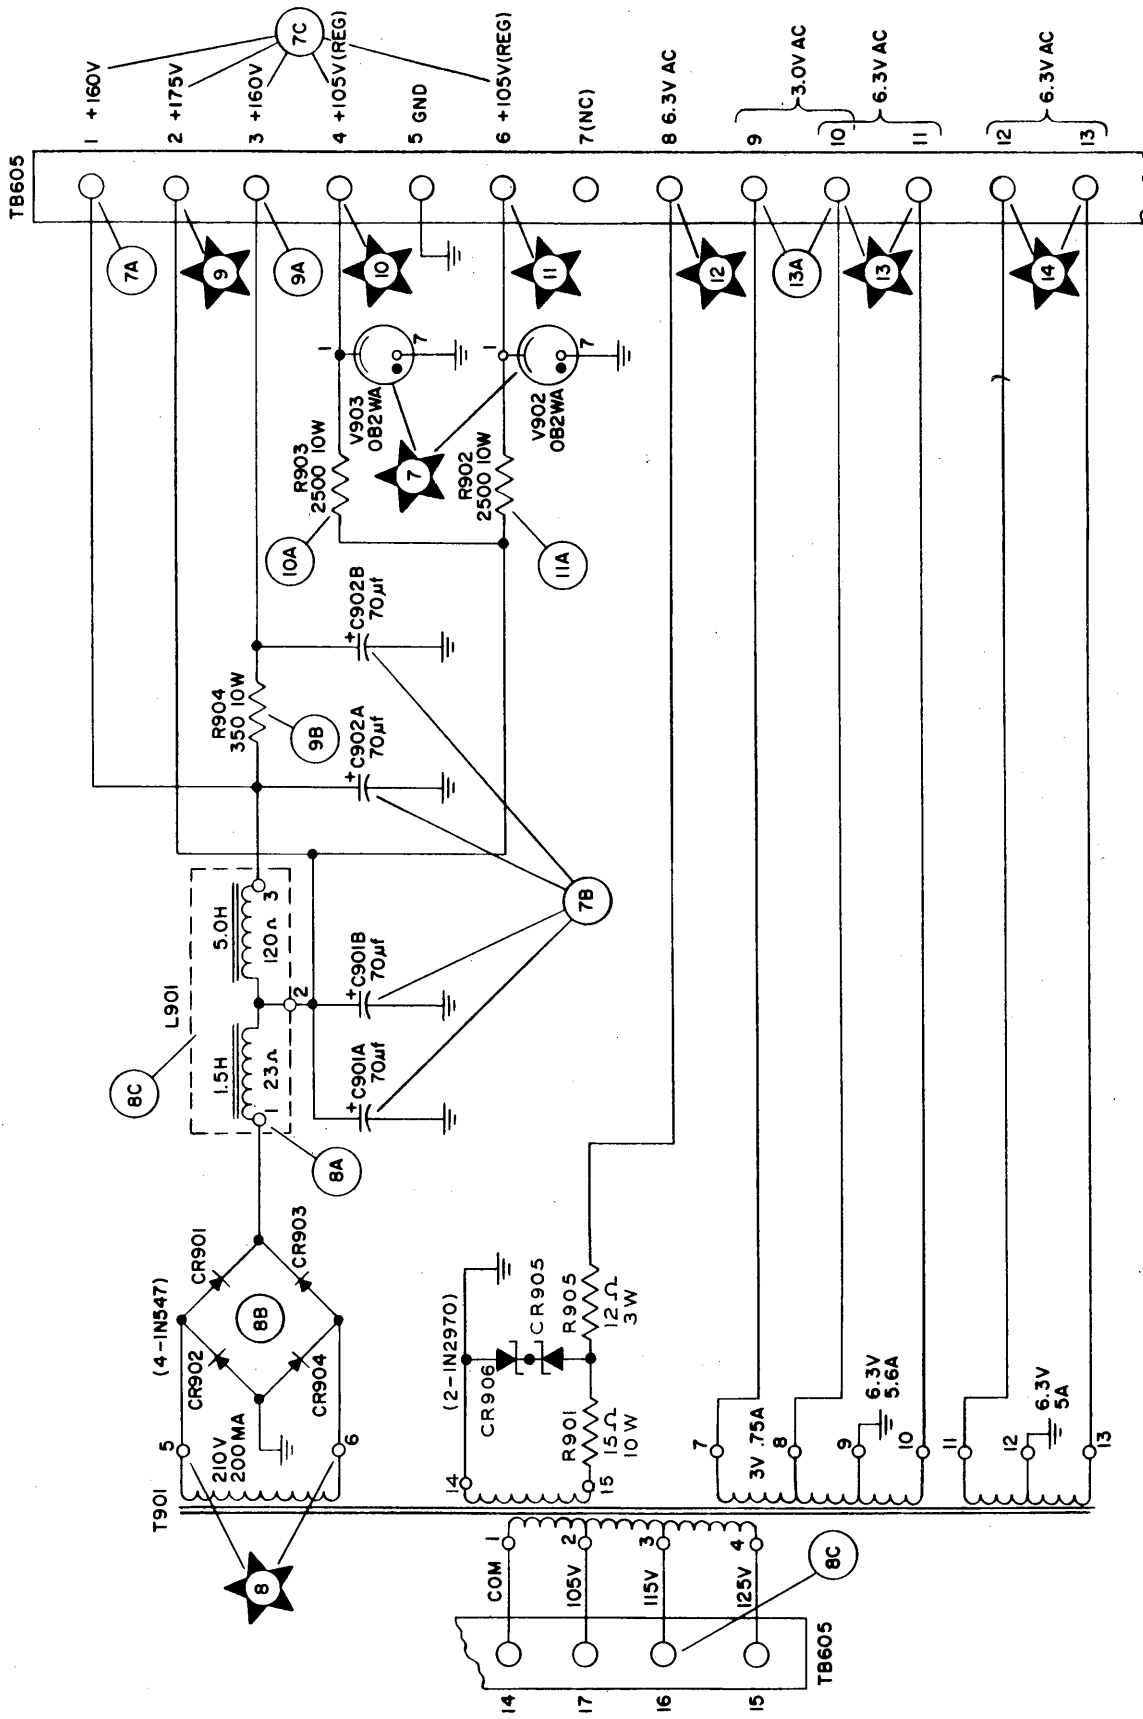 TB605
1 +160V
2 +175V
3 +160V
4 +105V(REG)
5 GND
6 +105V(REG)
7(NC)
8 6.3V AC
9
10
11
3.0V AC
6.3V AC
12
13
6.3V AC
7C
7A
9
9A
10
11
12
13A
13
14
1
V903
OB2WA
7
1
V902
OB2WA
7
7
R903
2500 10W
10A
R902
2500 10W
11A
R904
350 10W
9B
+C902B
70µf
+C902A
70µf
7B
L901
5.0H
120Ω
3
1.5H
23Ω
1
2
8C
8A
+C901B
70µf
+C901A
70µf
(4-IN547)
CR901
CR903
CR902
CR904
8B
T901
5
210V
200MA
6
8
(2-IN2970)
CR906
CR905
R905
12Ω
3W
R901
15Ω
10W
14
15
7
3V .75A
8
9
6.3V
5.6A
10
11
12
6.3V
5A
13
COM
1
105V
2
115V
3
125V
4
8C
14
17
16
15
TB605